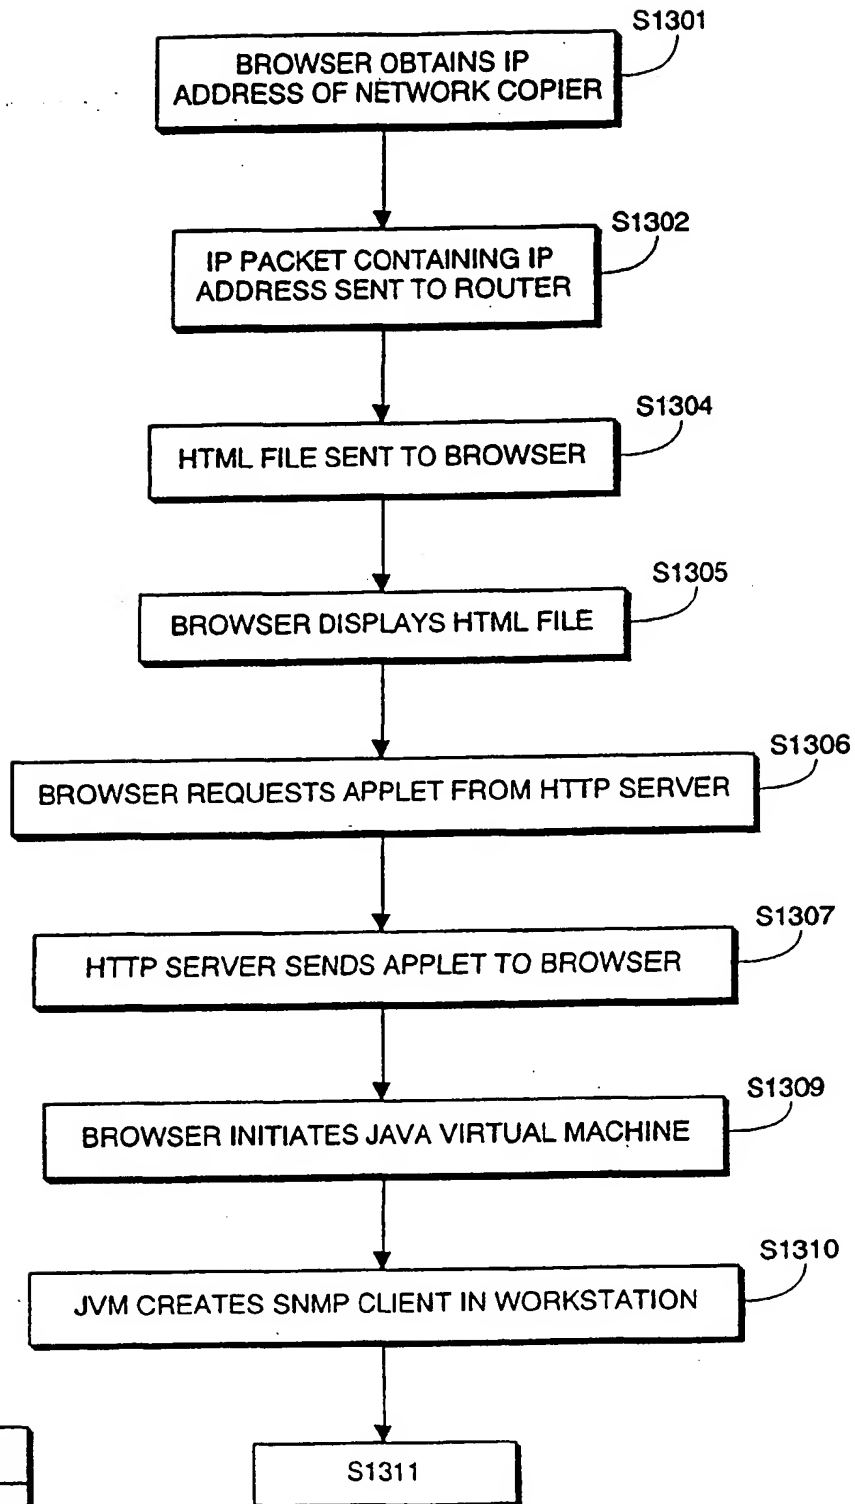 S1301
BROWSER OBTAINS IP
ADDRESS OF NETWORK COPIER
S1302
IP PACKET CONTAINING IP
ADDRESS SENT TO ROUTER
S1304
HTML FILE SENT TO BROWSER
S1305
BROWSER DISPLAYS HTML FILE
S1306
BROWSER REQUESTS APPLET FROM HTTP SERVER
S1307
HTTP SERVER SENDS APPLET TO BROWSER
S1309
BROWSER INITIATES JAVA VIRTUAL MACHINE
S1310
JVM CREATES SNMP CLIENT IN WORKSTATION
S1311